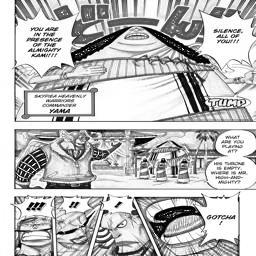 YOU ARE
IN THE
PRESENCE
OF THE
ALMIGHTY
KAMI!!!
SILENCE,
ALL OF
YOU!!!
SKYPIEA HEAVENLY
WARRIORS
COMMANDER
YAMA
TUMP
WHAT
ARE YOU
PLAYING
AT?
HIS THRONE
IS EMPTY.
WHERE IS MR.
HIGH-AND-
MIGHTY?
!!
!!
!!
GOTCHA
!